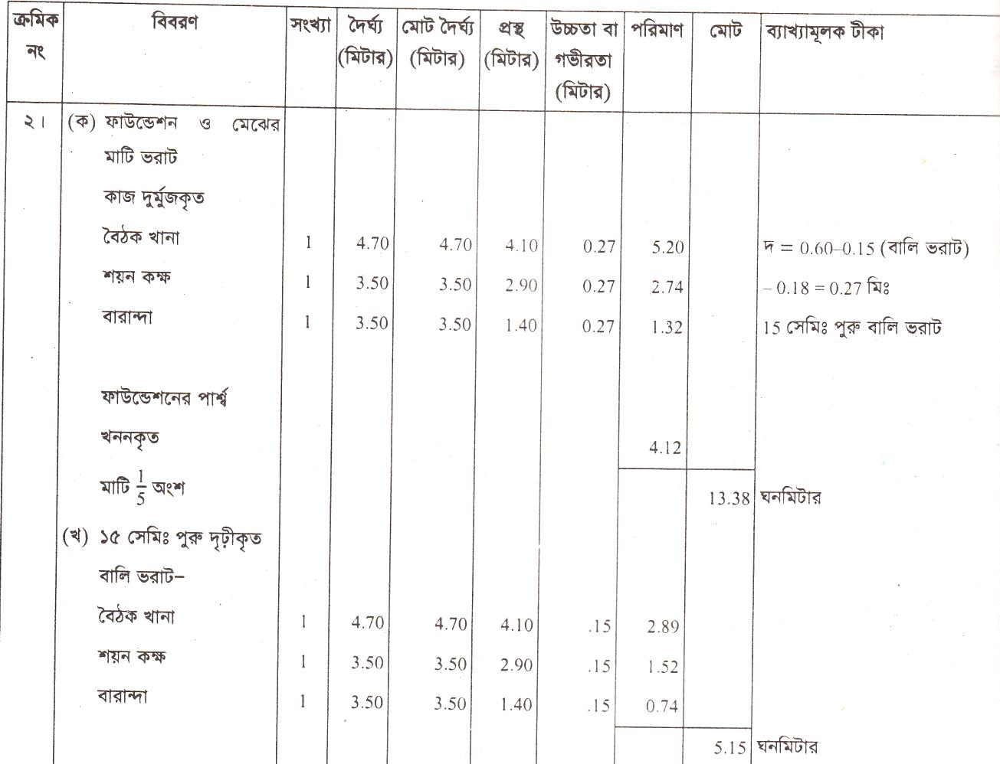 ক্রমিক নং | বিবরণ | সংখ্যা | দৈর্ঘ্য (মিটার) | মোট দৈর্ঘ্য (মিটার) | প্রস্থ (মিটার) | উচ্চতা বা গভীরতা (মিটার) | পরিমাণ | মোট | ব্যাখ্যামূলক টীকা
২। (ক) ফাউন্ডেশন ও মেঝের
মাটি ভরাট
কাজ দুর্মুজকৃত
বৈঠক খানা 1 4.70 4.70 4.10 0.27 5.20 দ = 0.60–0.15 (বালি ভরাট)
শয়ন কক্ষ 1 3.50 3.50 2.90 0.27 2.74 – 0.18 = 0.27 মিঃ
বারান্দা 1 3.50 3.50 1.40 0.27 1.32 15 সেমিঃ পুরু বালি ভরাট
ফাউন্ডেশনের পার্শ্ব
খননকৃত 4.12
মাটি 1/5 অংশ 13.38 ঘনমিটার
(খ) ১৫ সেমিঃ পুরু দৃঢ়ীকৃত
বালি ভরাট–
বৈঠক খানা 1 4.70 4.70 4.10 .15 2.89
শয়ন কক্ষ 1 3.50 3.50 2.90 .15 1.52
বারান্দা 1 3.50 3.50 1.40 .15 0.74
5.15 ঘনমিটার